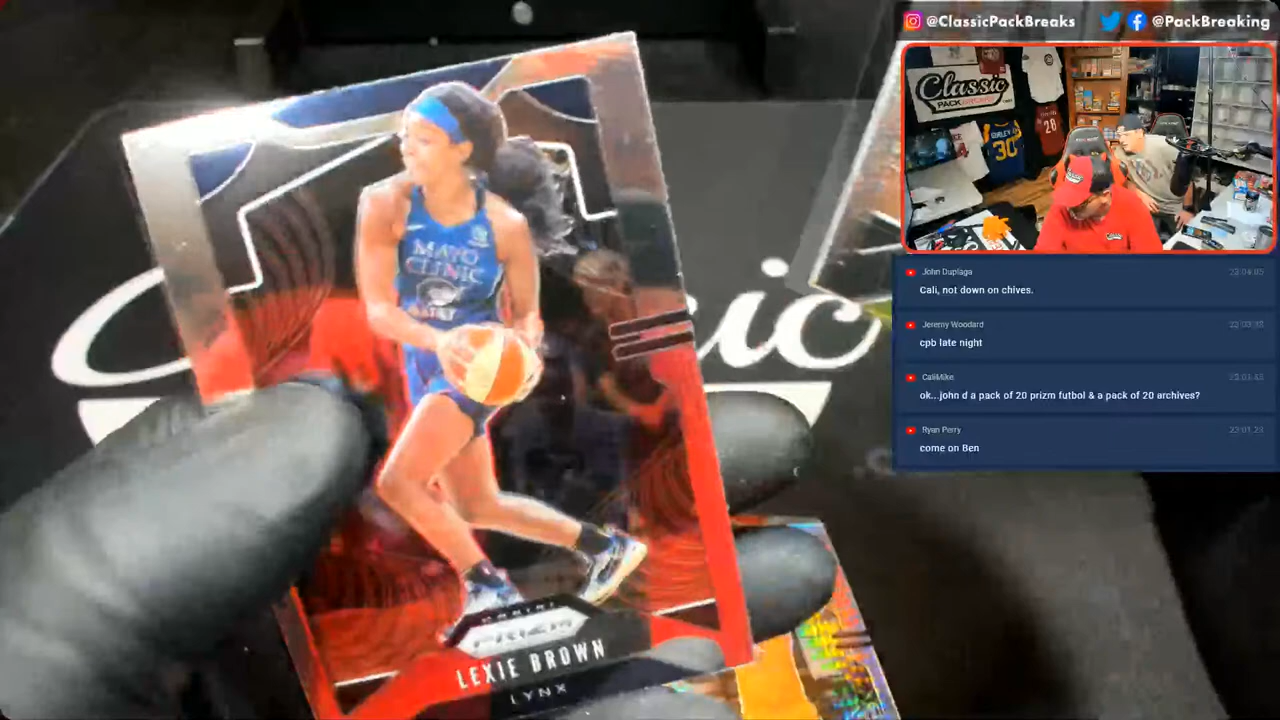 @ClassicPackBreaks
@PackBreaking
Classic
PACK
30
28
MAYO
CLINIC
PANINI
PRIZM
LEXIE BROWN
LYNX
John Duplaga
Cali, not down on chives.
Jeremy Woodard
cpb late night
CaliMike
ok...john d a pack of 20 prizm futbol & a pack of 20 archives?
Ryan Perry
come on Ben